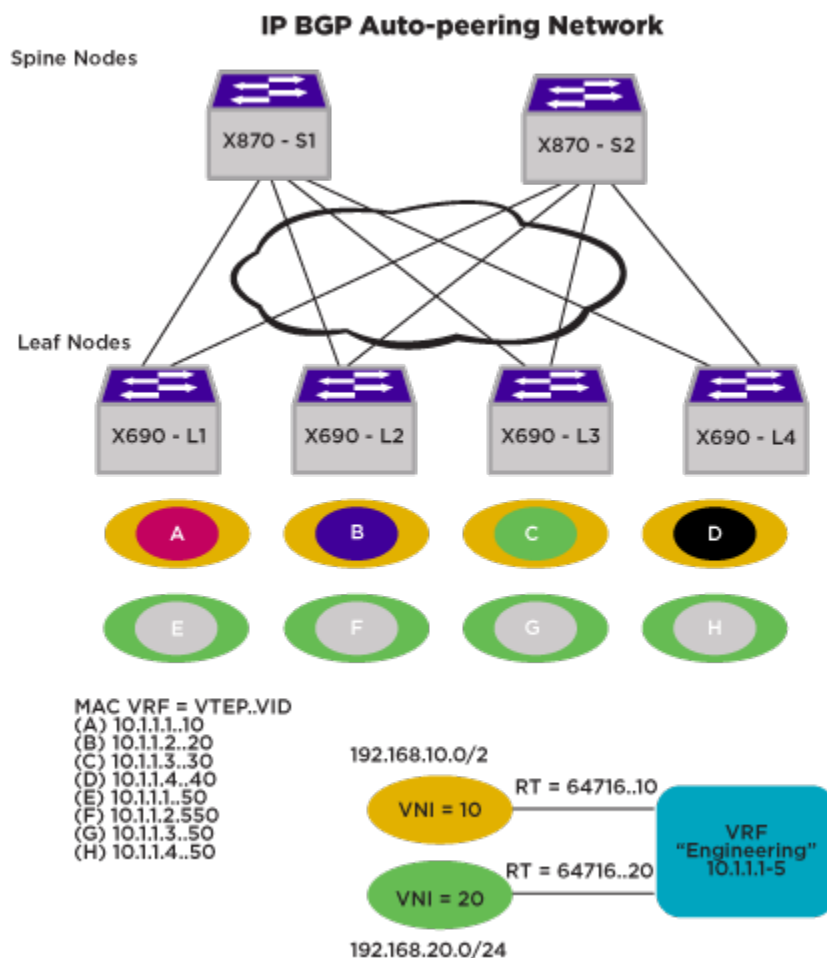 IP BGP Auto-peering Network
Spine Nodes
X870 - S1
X870 - S2
Leaf Nodes
X690 - L1
X690 - L2
X690 - L3
X690 - L4
A
B
C
D
E
F
G
H
MAC VRF = VTEP..VID
(A) 10.1.1.1..10
(B) 10.1.1.2..20
(C) 10.1.1.3..30
(D) 10.1.1.4..40
(E) 10.1.1.1..50
(F) 10.1.1.2.550
(G) 10.1.1.3..50
(H) 10.1.1.4..50
192.168.10.0/2
VNI = 10
RT = 64716..10
VNI = 20
RT = 64716..20
192.168.20.0/24
VRF
“Engineering”
10.1.1.1-5